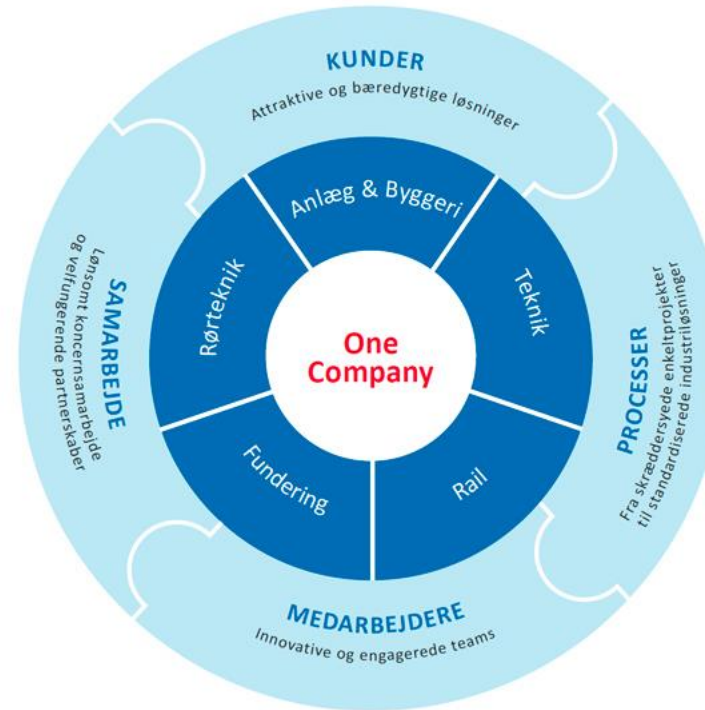 KUNDER
Attraktive og bæredygtige løsninger
PROCESSER
Fra skræddersyede enkeltprojekter
til standardiserede industriløsninger
MEDARBEJDERE
Innovative og engagerede teams
SAMARBEJDE
Lønsomt koncernsamarbejde
og velfungerende partnerskaber
Anlæg & Byggeri
Teknik
Rail
Fundering
Rørteknik
One
Company